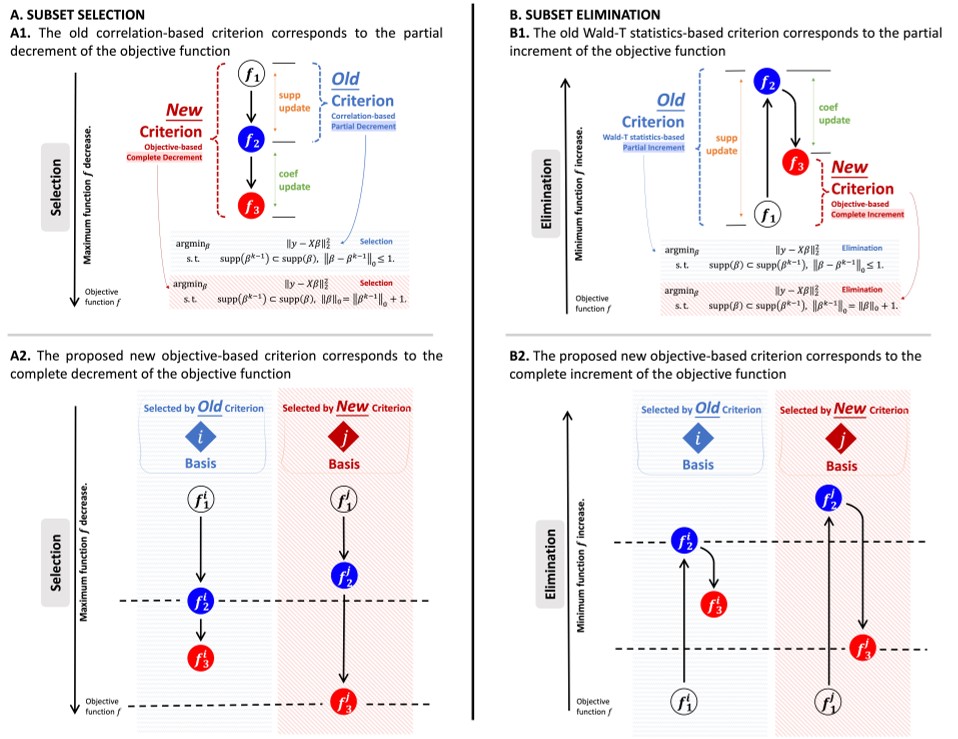 A. SUBSET SELECTION
A1. The old correlation-based criterion corresponds to the partial
decrement of the objective function
Selection
Maximum function f decrease.
Objective
function f
New
Criterion
Objective-based
Complete Decrement
f1
f2
f3
supp
update
coef
update
Old
Criterion
Correlation-based
Partial Decrement
argminβ ‖y − Xβ‖₂² Selection
s.t. supp(β^{k−1}) ⊂ supp(β), ‖β − β^{k−1}‖₀ ≤ 1.
argminβ ‖y − Xβ‖₂² Selection
s.t. supp(β^{k−1}) ⊂ supp(β), ‖β‖₀ = ‖β^{k−1}‖₀ + 1.
A2. The proposed new objective-based criterion corresponds to the
complete decrement of the objective function
Selection
Maximum function f decrease.
Objective
function f
Selected by Old Criterion
i
Basis
f₁ⁱ
f₂ⁱ
f₃ⁱ
Selected by New Criterion
j
Basis
f₁ʲ
f₂ʲ
f₃ʲ
B. SUBSET ELIMINATION
B1. The old Wald-T statistics-based criterion corresponds to the partial
increment of the objective function
Elimination
Minimum function f increase.
Objective
function f
Old
Criterion
Wald-T statistics-based
Partial Increment
supp
update
f2
f3
f1
coef
update
New
Criterion
Objective-based
Complete Increment
argminβ ‖y − Xβ‖₂² Elimination
s.t. supp(β) ⊂ supp(β^{k−1}), ‖β − β^{k−1}‖₀ ≤ 1.
argminβ ‖y − Xβ‖₂² Elimination
s.t. supp(β) ⊂ supp(β^{k−1}), ‖β^{k−1}‖₀ = ‖β‖₀ + 1.
B2. The proposed new objective-based criterion corresponds to the
complete increment of the objective function
Elimination
Minimum function f increase.
Objective
function f
Selected by Old Criterion
i
Basis
f₂ⁱ
f₃ⁱ
f₁ⁱ
Selected by New Criterion
j
Basis
f₂ʲ
f₃ʲ
f₁ʲ